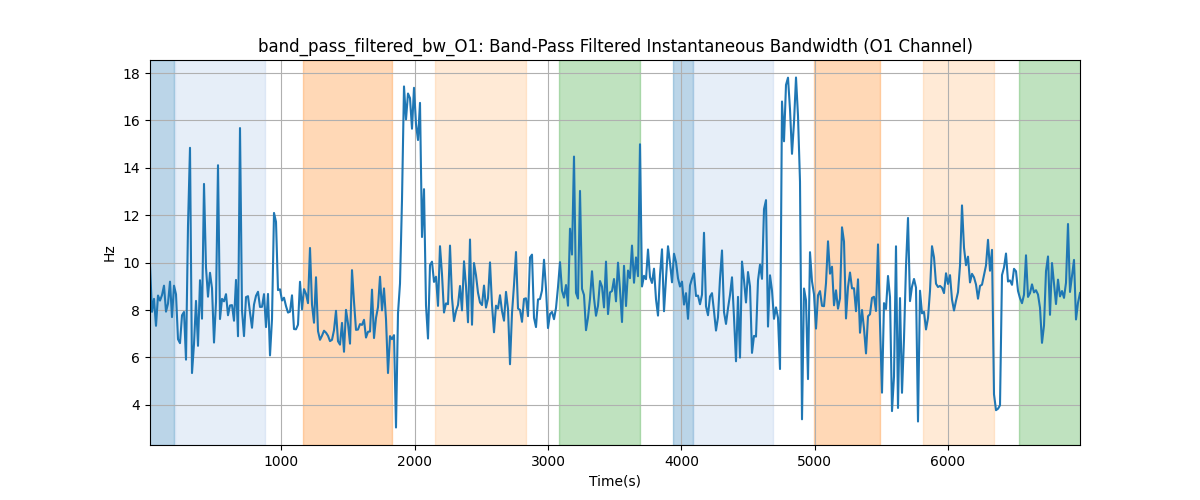 band_pass_filtered_bw_O1: Band-Pass Filtered Instantaneous Bandwidth (O1 Channel)
18
16
14
12
10
8
6
4
Hz
1000 2000 3000 4000 5000 6000
Time(s)